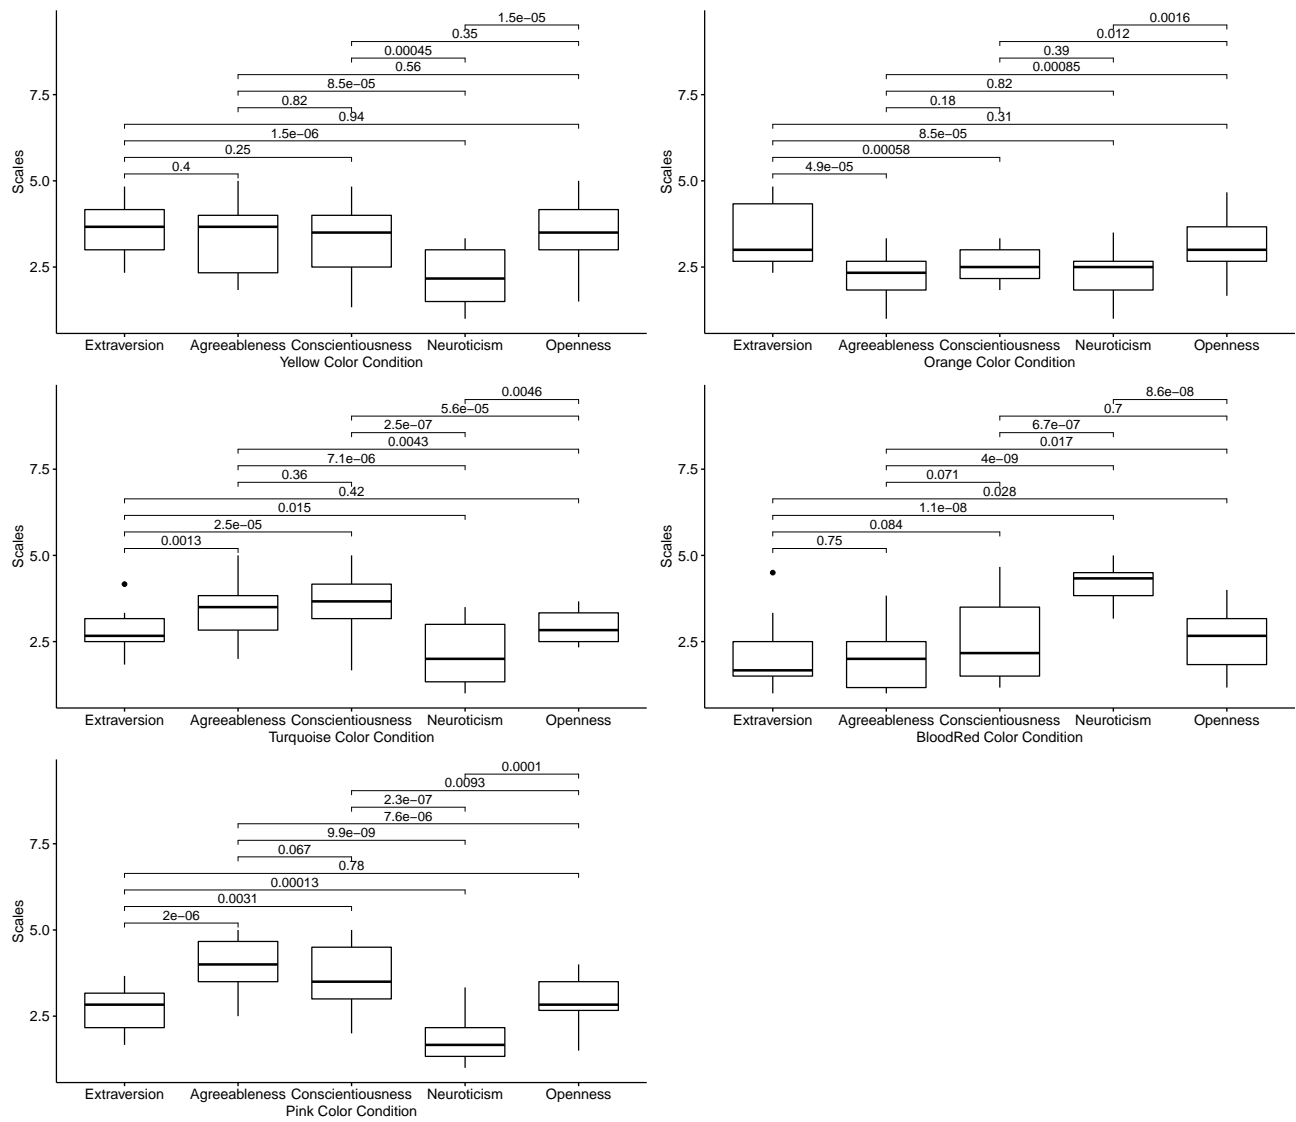 1.5e−05
0.35
0.00045
0.56
8.5e−05
0.82
0.94
1.5e−06
0.25
0.4
7.5
5.0
2.5
Scales
Extraversion Agreeableness Conscientiousness Neuroticism Openness
Yellow Color Condition
0.0016
0.012
0.39
0.00085
0.82
0.18
0.31
8.5e−05
0.00058
4.9e−05
7.5
5.0
2.5
Scales
Extraversion Agreeableness Conscientiousness Neuroticism Openness
Orange Color Condition
0.0046
5.6e−05
2.5e−07
0.0043
7.1e−06
0.36
0.42
0.015
2.5e−05
0.0013
7.5
5.0
2.5
Scales
Extraversion Agreeableness Conscientiousness Neuroticism Openness
Turquoise Color Condition
8.6e−08
0.7
6.7e−07
0.017
4e−09
0.071
0.028
1.1e−08
0.084
0.75
7.5
5.0
2.5
Scales
Extraversion Agreeableness Conscientiousness Neuroticism Openness
BloodRed Color Condition
0.0001
0.0093
2.3e−07
7.6e−06
9.9e−09
0.067
0.78
0.00013
0.0031
2e−06
7.5
5.0
2.5
Scales
Extraversion Agreeableness Conscientiousness Neuroticism Openness
Pink Color Condition